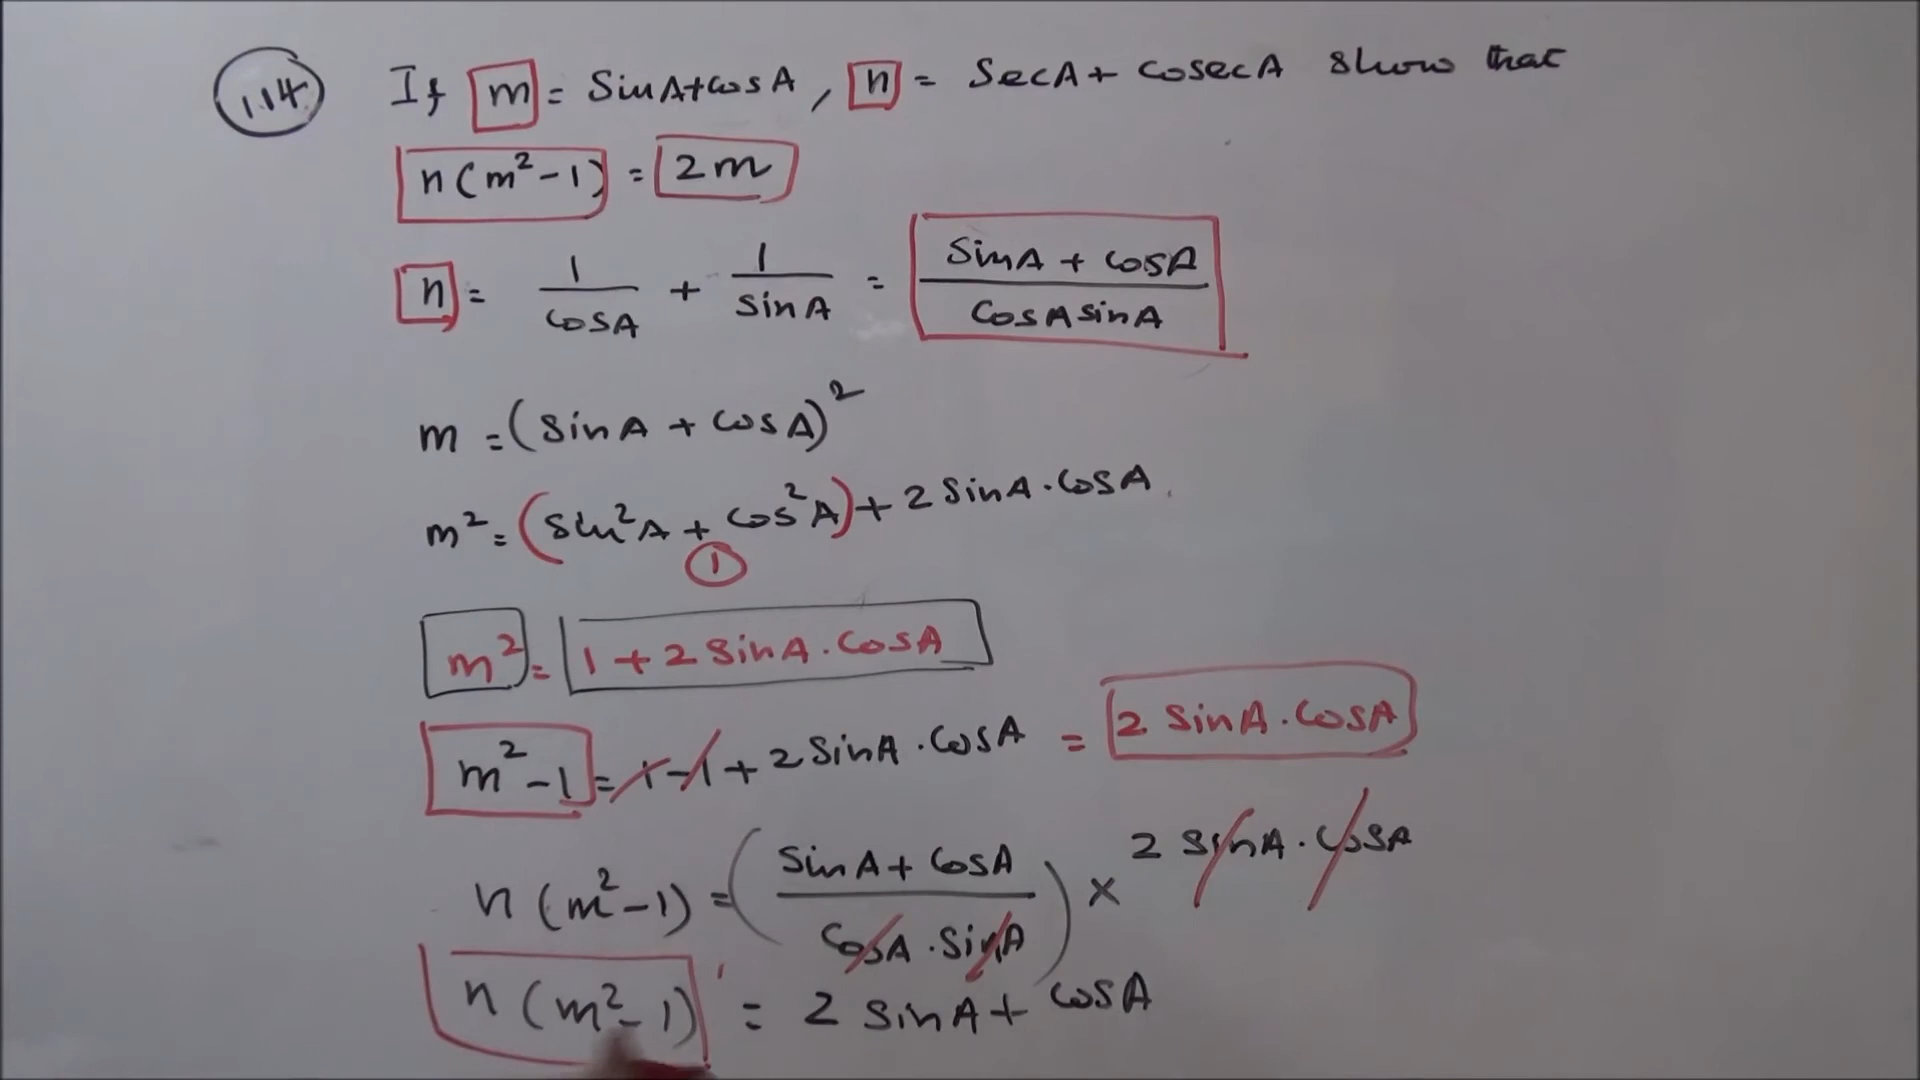 114 If m = SinA + cosA, n = SecA + cosecA show that
n(m² - 1) = 2m
n = 1/cosA + 1/sinA = SinA + cosA/CosA sinA
m = (sinA + cosA)²
m² = (sin²A + cos²A) + 2 sinA · cosA
1
m² = 1 + 2 sinA · cosA
m² - 1 = 1 - 1 + 2 sinA · cosA = 2 sinA · cosA
n(m² - 1) = (sinA + cosA/cosA · sinA) × 2 sinA · cosA
n(m² - 1) = 2 sinA + cosA